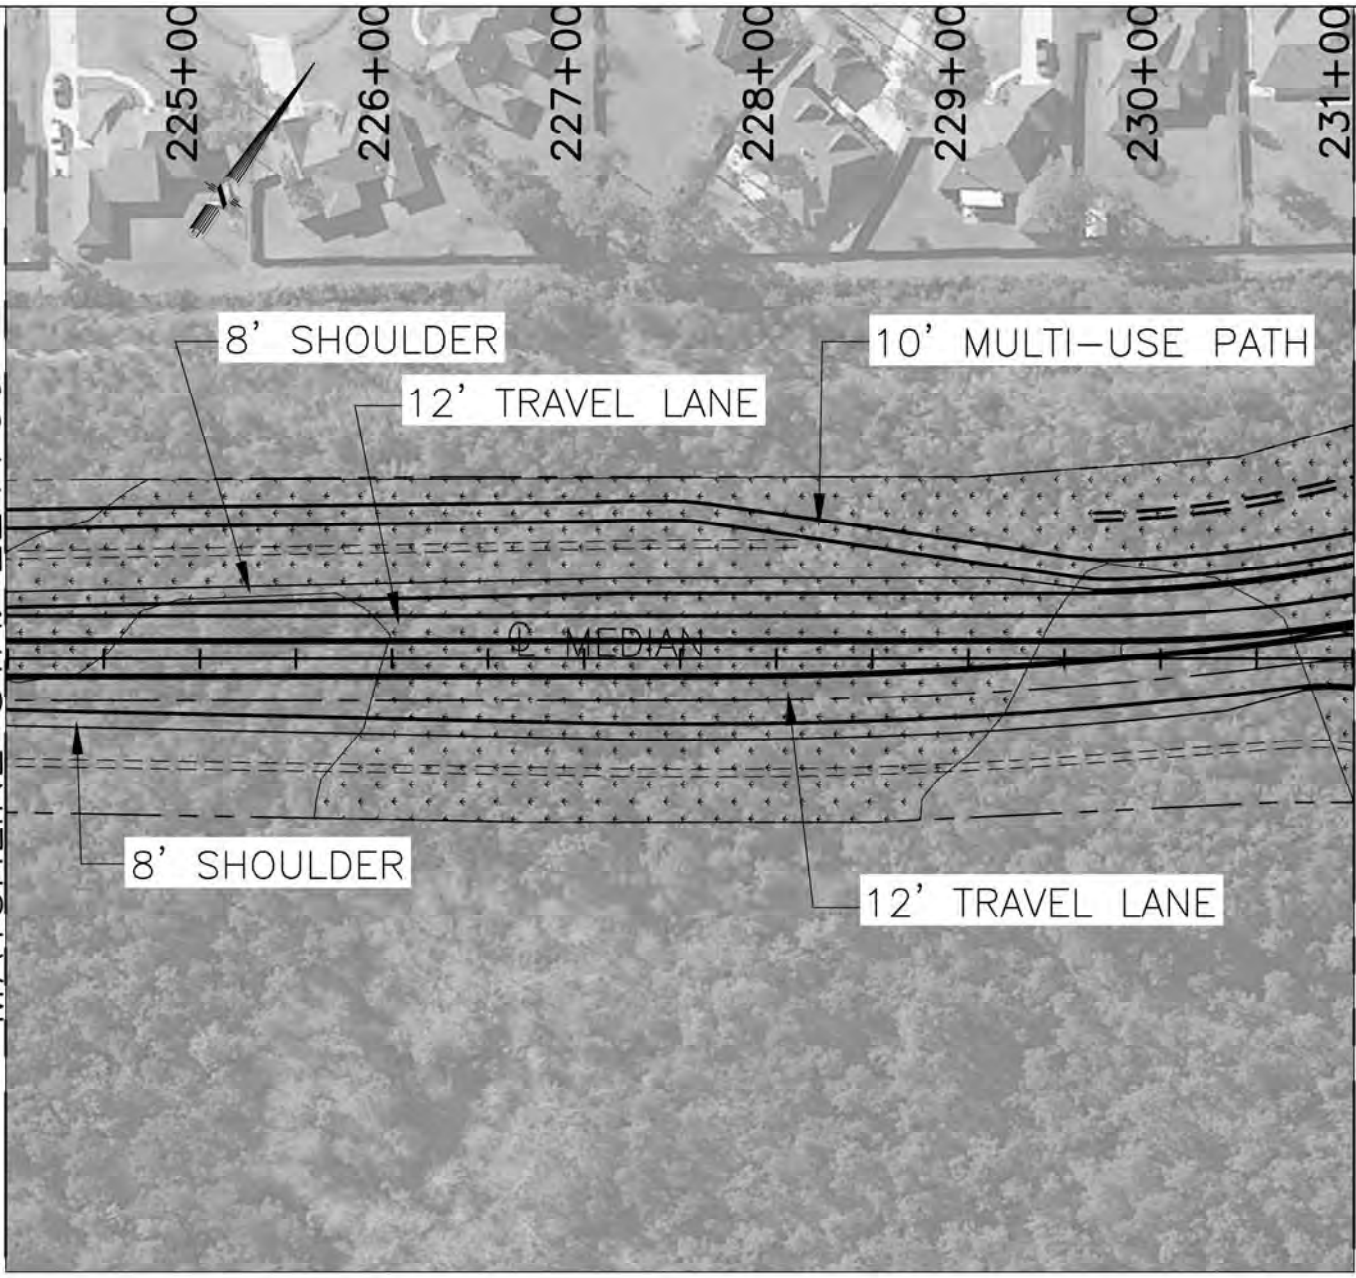 225+00
226+00
227+00
228+00
229+00
230+00
231+00
8' SHOULDER
10' MULTI-USE PATH
12' TRAVEL LANE
℄ MEDIAN
8' SHOULDER
12' TRAVEL LANE